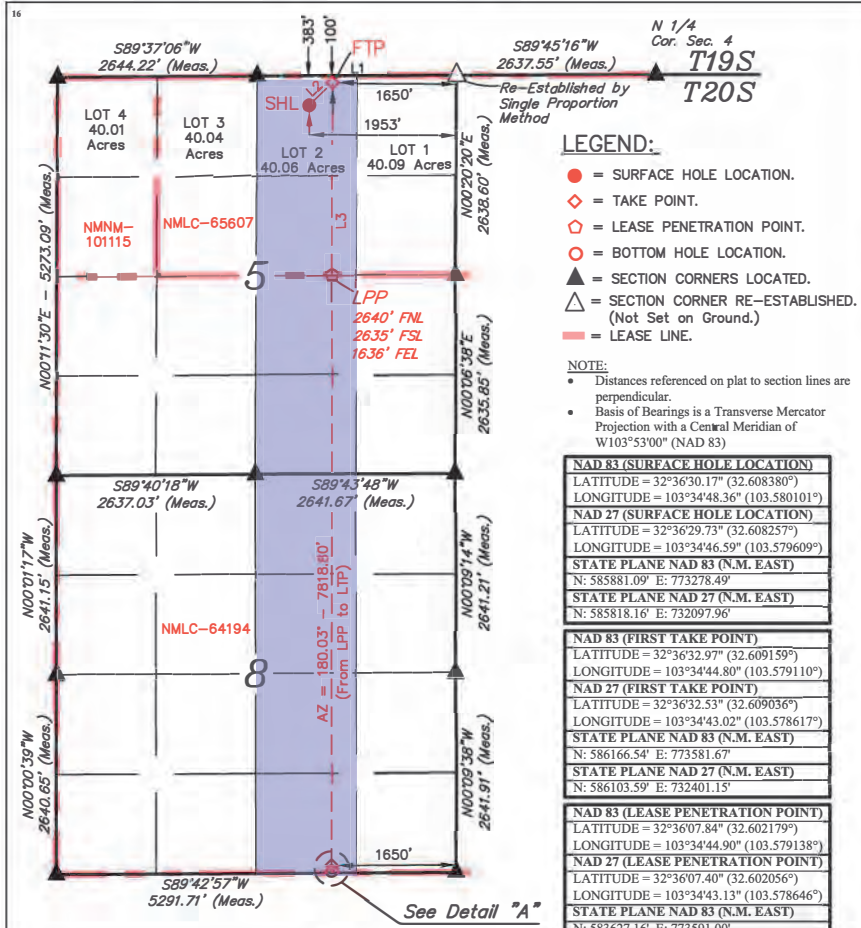 16
N 1/4
Cor. Sec. 4
T19S
T20S
S89°37'06"W
2644.22' (Meas.)
383'
100'
FTP
L1
S89°45'16"W
2637.55' (Meas.)
Re-Established by
Single Proportion
Method
1650'
L2
SHL
1953'
LOT 4
40.01
Acres
LOT 3
40.04
Acres
LOT 2
40.06 Acres
LOT 1
40.09 Acres
N00°20'20"E
2638.60' (Meas.)
L3
NMNM-
101115
NMLC-65607
5
LPP
2640' FNL
2635' FSL
1636' FEL
N00°11'30"E - 5273.09' (Meas.)
N00°06'38"E
2635.85' (Meas.)
S89°40'18"W
2637.03' (Meas.)
S89°43'48"W
2641.67' (Meas.)
N00°01'17"W
2641.15' (Meas.)
N00°09'14"W
2641.21' (Meas.)
NMLC-64194
8
AZ = 180.03° - 7818.80'
(From LPP to LTP)
N00°00'39"W
2640.65' (Meas.)
N00°09'38"W
2641.91' (Meas.)
1650'
S89°42'57"W
5291.71' (Meas.)
See Detail "A"
LEGEND:
= SURFACE HOLE LOCATION.
= TAKE POINT.
= LEASE PENETRATION POINT.
= BOTTOM HOLE LOCATION.
= SECTION CORNERS LOCATED.
= SECTION CORNER RE-ESTABLISHED.
(Not Set on Ground.)
= LEASE LINE.
NOTE:
• Distances referenced on plat to section lines are
perpendicular.
• Basis of Bearings is a Transverse Mercator
Projection with a Central Meridian of
W103°53'00" (NAD 83)
NAD 83 (SURFACE HOLE LOCATION)
LATITUDE = 32°36'30.17" (32.608380°)
LONGITUDE = 103°34'48.36" (103.580101°)
NAD 27 (SURFACE HOLE LOCATION)
LATITUDE = 32°36'29.73" (32.608257°)
LONGITUDE = 103°34'46.59" (103.579609°)
STATE PLANE NAD 83 (N.M. EAST)
N: 585881.09' E: 773278.49'
STATE PLANE NAD 27 (N.M. EAST)
N: 585818.16' E: 732097.96'
NAD 83 (FIRST TAKE POINT)
LATITUDE = 32°36'32.97" (32.609159°)
LONGITUDE = 103°34'44.80" (103.579110°)
NAD 27 (FIRST TAKE POINT)
LATITUDE = 32°36'32.53" (32.609036°)
LONGITUDE = 103°34'43.02" (103.578617°)
STATE PLANE NAD 83 (N.M. EAST)
N: 586166.54' E: 773581.67'
STATE PLANE NAD 27 (N.M. EAST)
N: 586103.59' E: 732401.15'
NAD 83 (LEASE PENETRATION POINT)
LATITUDE = 32°36'07.84" (32.602179°)
LONGITUDE = 103°34'44.90" (103.579138°)
NAD 27 (LEASE PENETRATION POINT)
LATITUDE = 32°36'07.40" (32.602056°)
LONGITUDE = 103°34'43.13" (103.578646°)
STATE PLANE NAD 83 (N.M. EAST)
N: 583627.16' E: 773591.00'